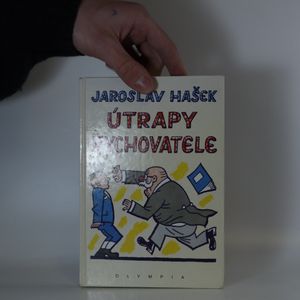 JAROSLAV HAŠEK
ÚTRAPY
VYCHOVATELE
OLYMPIA